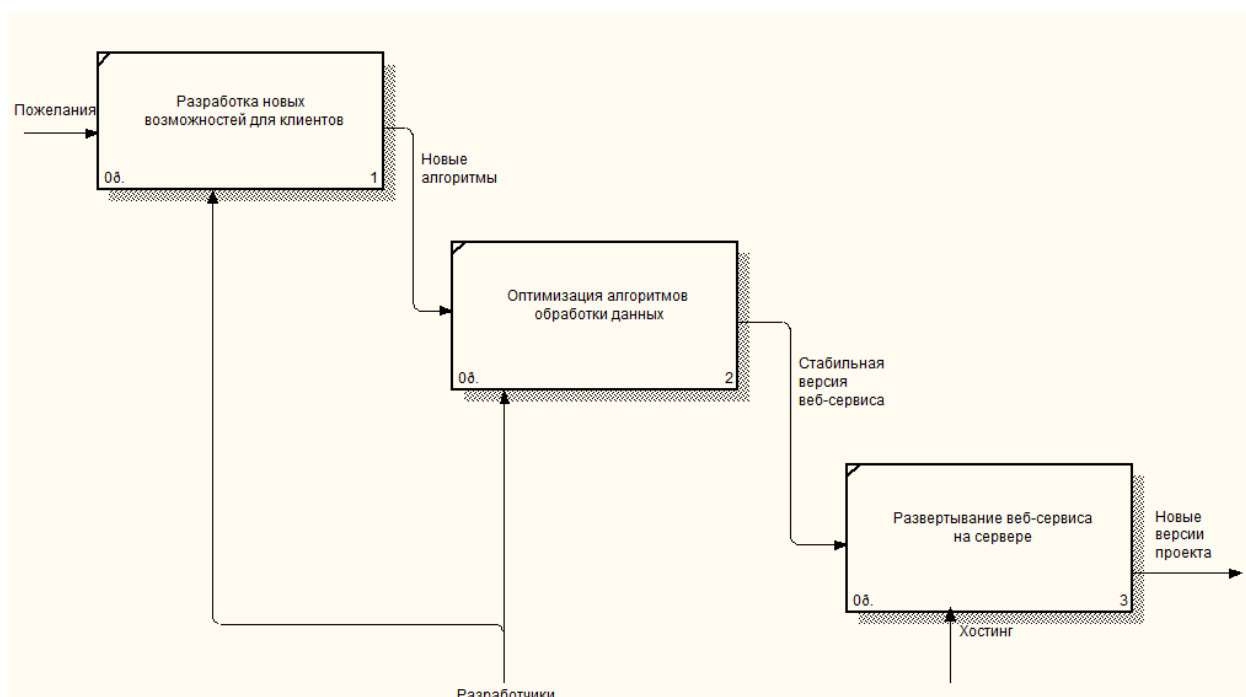 Пожелания
Разработка новых
возможностей для клиентов
0д.
1
Новые
алгоритмы
Оптимизация алгоритмов
обработки данных
0д.
2
Стабильная
версия
веб-сервиса
Развертывание веб-сервиса
на сервере
0д.
3
Новые
версии
проекта
Хостинг
Разработчики